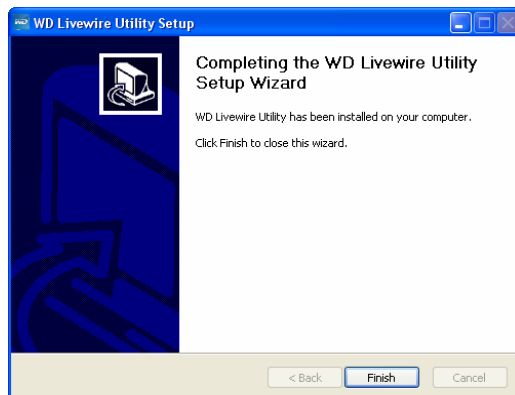 WD Livewire Utility Setup
Completing the WD Livewire Utility
Setup Wizard
WD Livewire Utility has been installed on your computer.
Click Finish to close this wizard.
< Back
Finish
Cancel